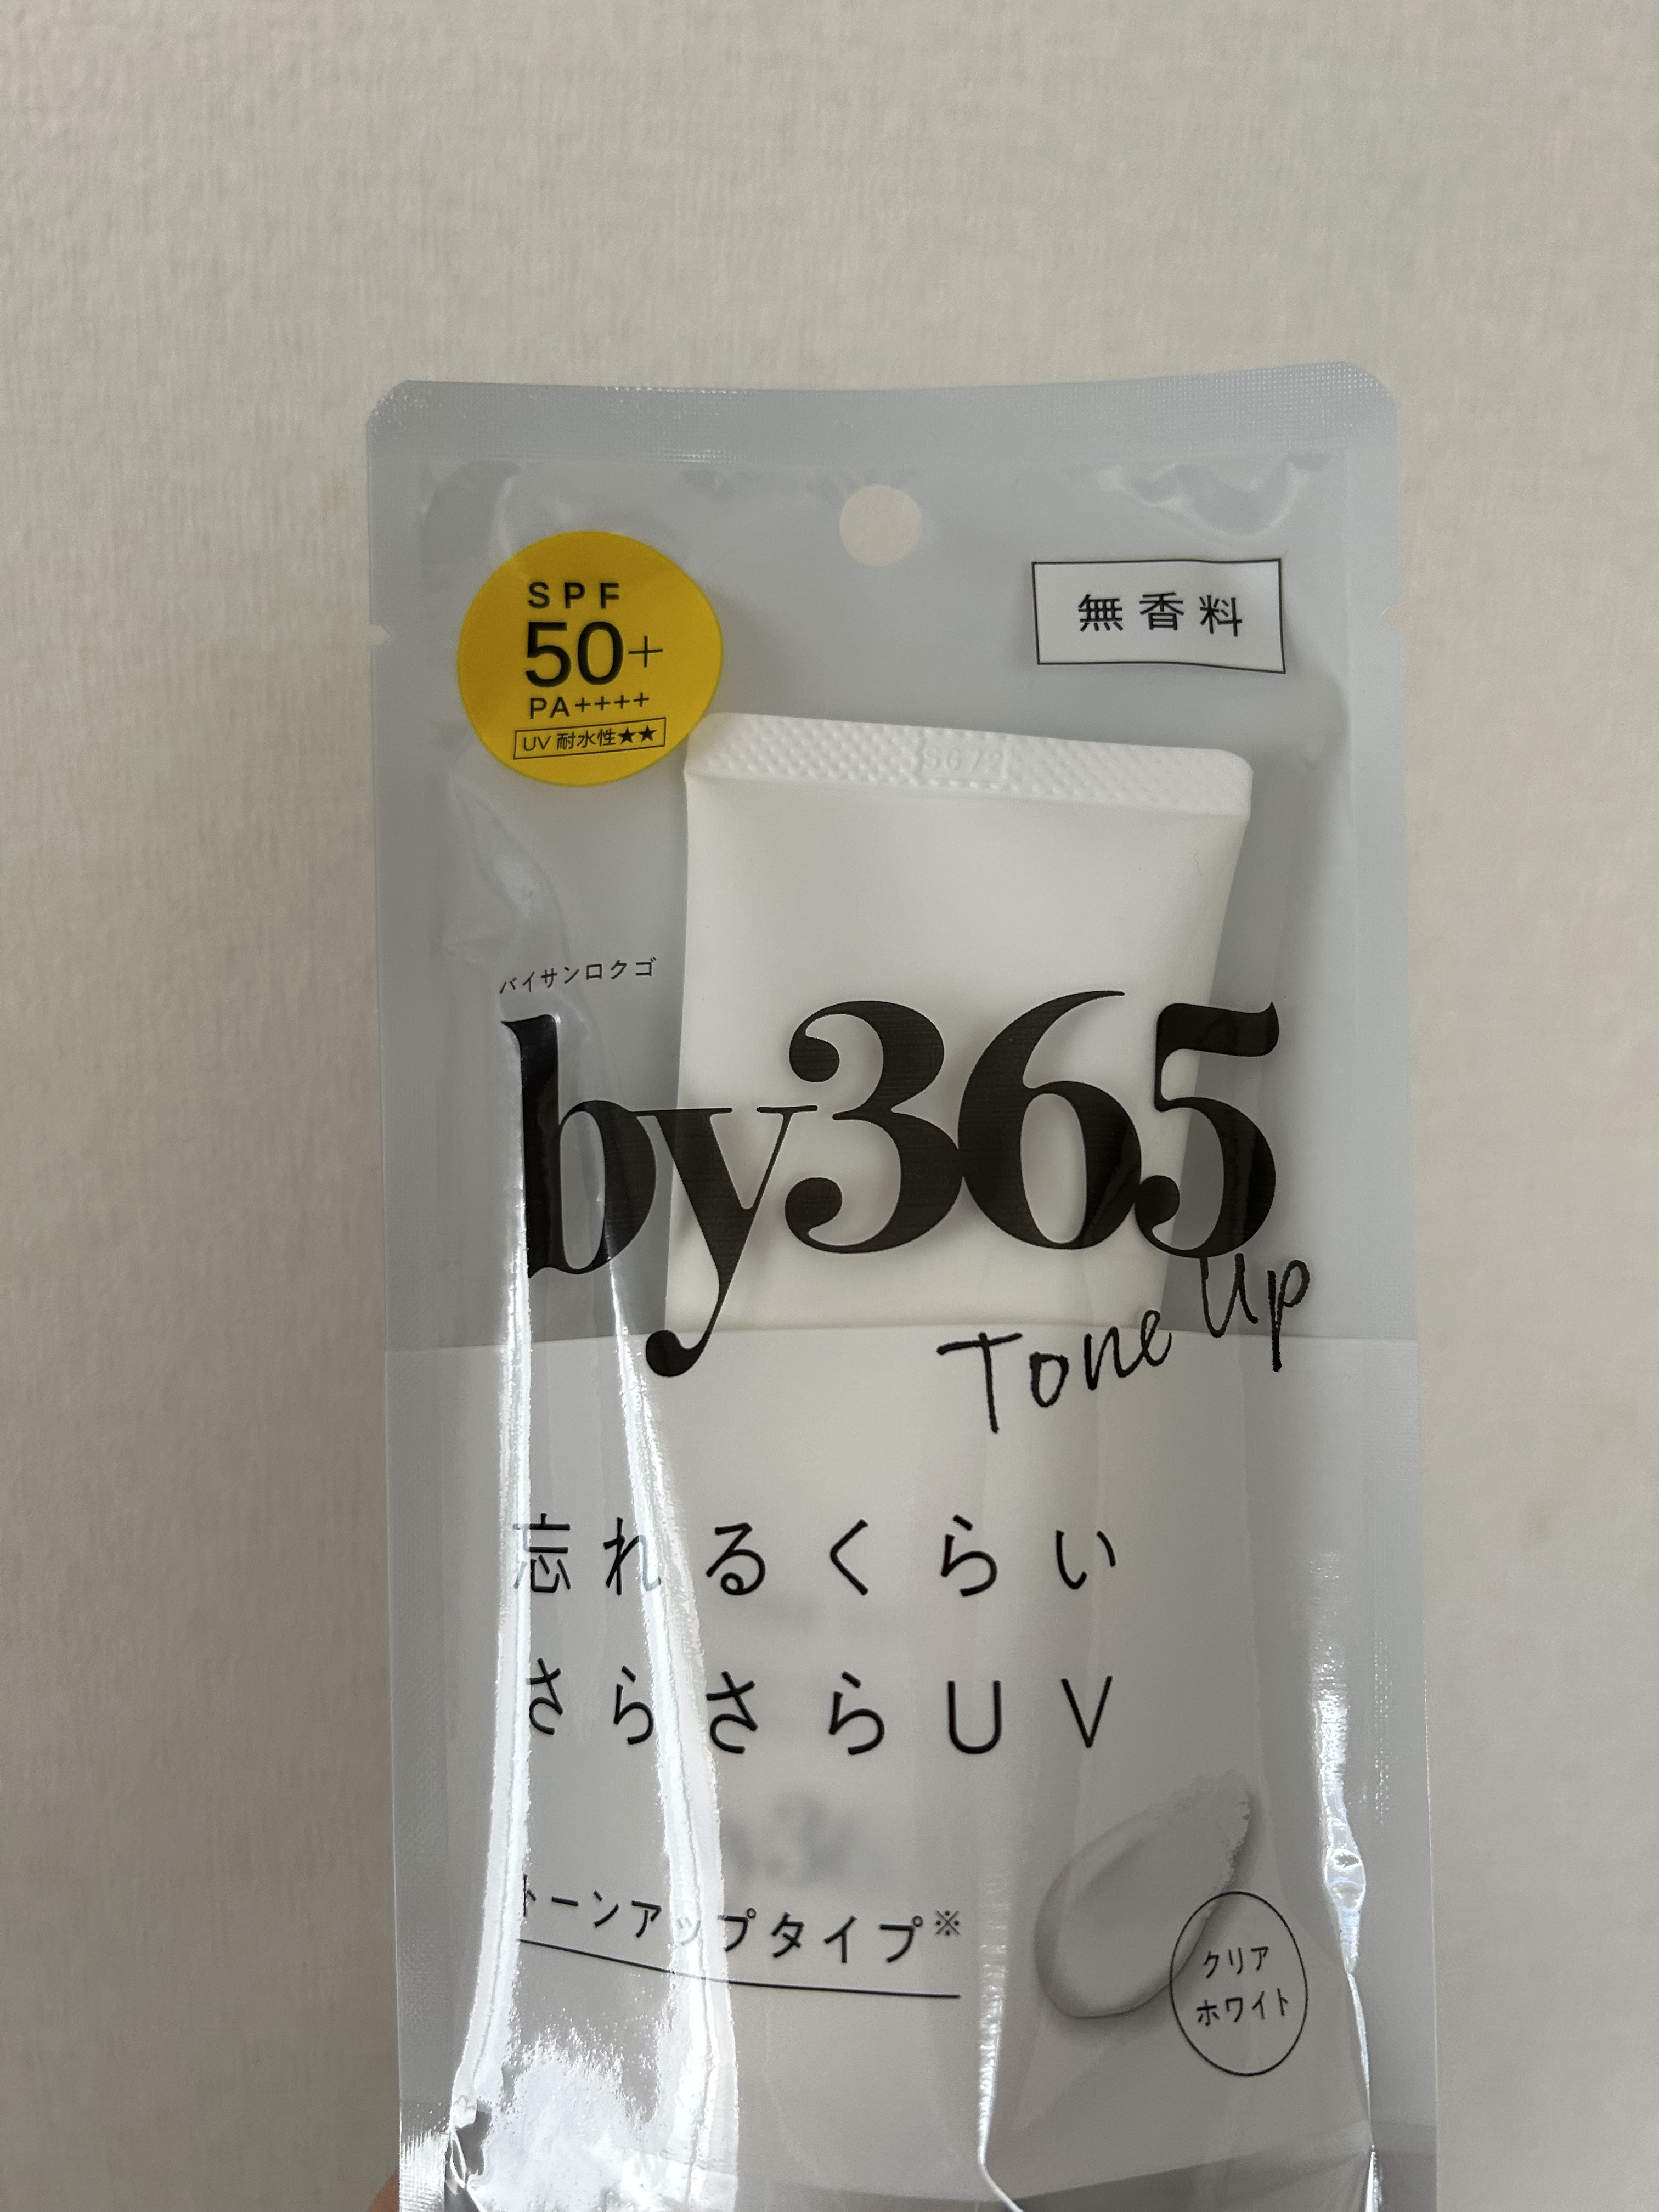 SPF
50+
PA++++
UV 耐水性★★
無香料
S672
バイサンロクゴ
by365
Tone Up
忘れるくらい
さらさらUV
トーンアップタイプ※
クリア
ホワイト